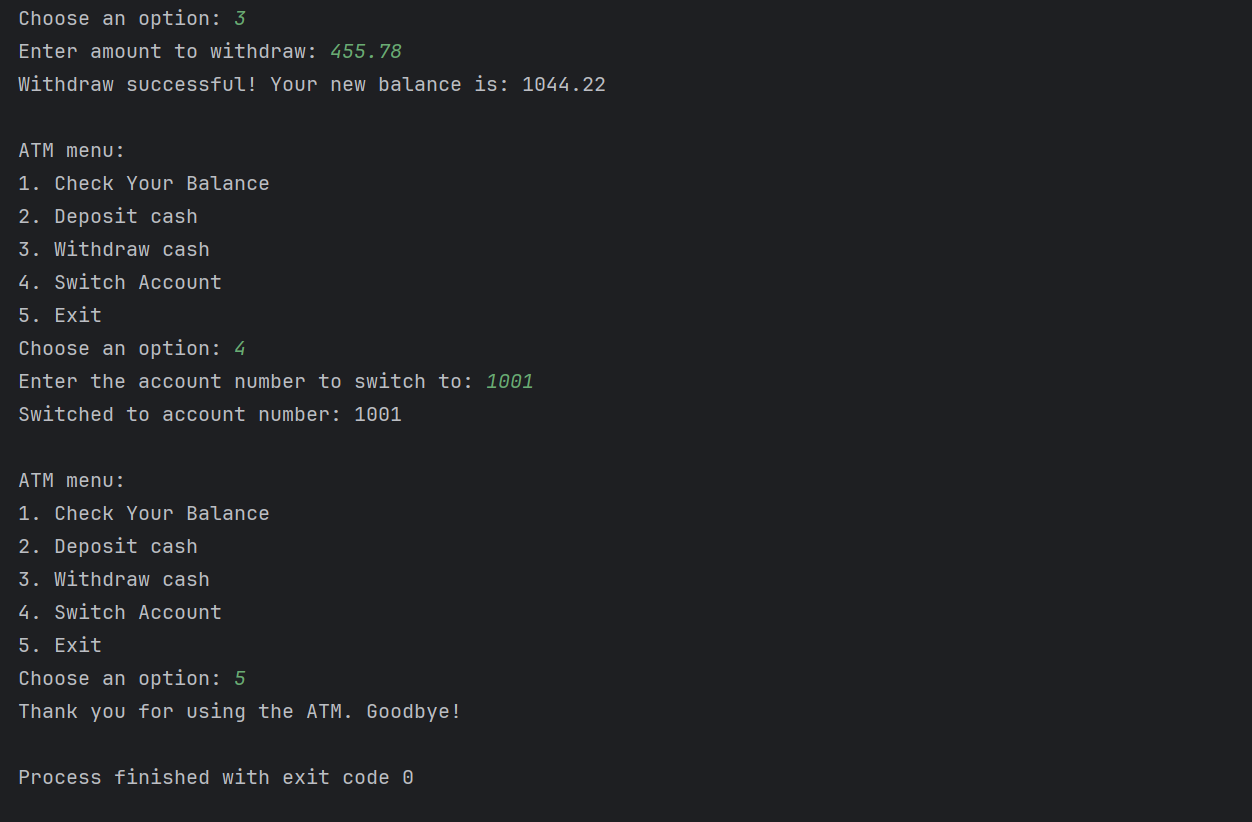 Choose an option: 3
Enter amount to withdraw: 455.78
Withdraw successful! Your new balance is: 1044.22
ATM menu:
1. Check Your Balance
2. Deposit cash
3. Withdraw cash
4. Switch Account
5. Exit
Choose an option: 4
Enter the account number to switch to: 1001
Switched to account number: 1001
ATM menu:
1. Check Your Balance
2. Deposit cash
3. Withdraw cash
4. Switch Account
5. Exit
Choose an option: 5
Thank you for using the ATM. Goodbye!
Process finished with exit code 0